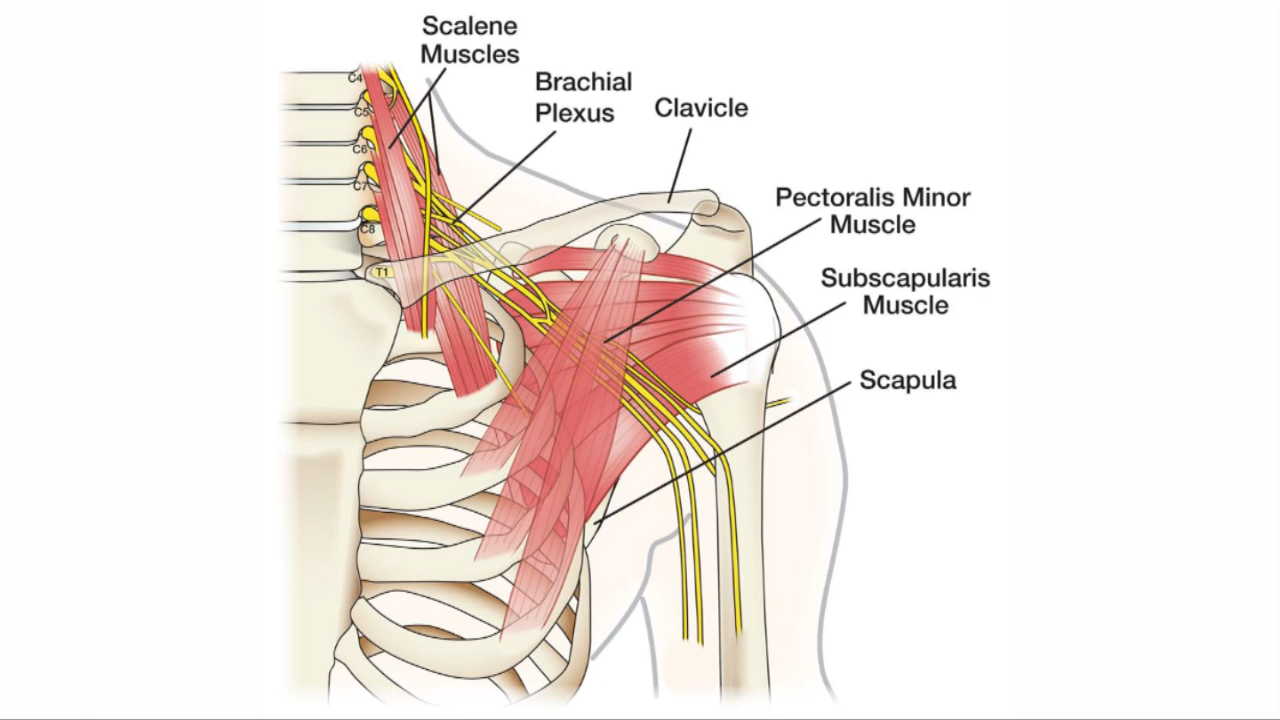 Scalene
Muscles
Brachial
Plexus
Clavicle
Pectoralis Minor
Muscle
Subscapularis
Muscle
Scapula
C4
C5
C6
C7
C8
T1